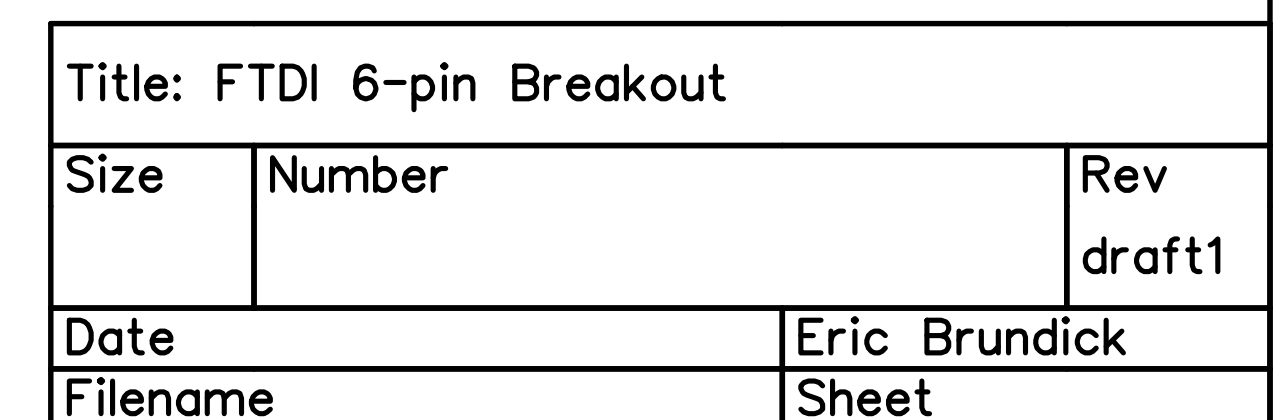 Title: FTDI 6-pin Breakout
Size Number Rev
draft1
Date Eric Brundick
Filename Sheet